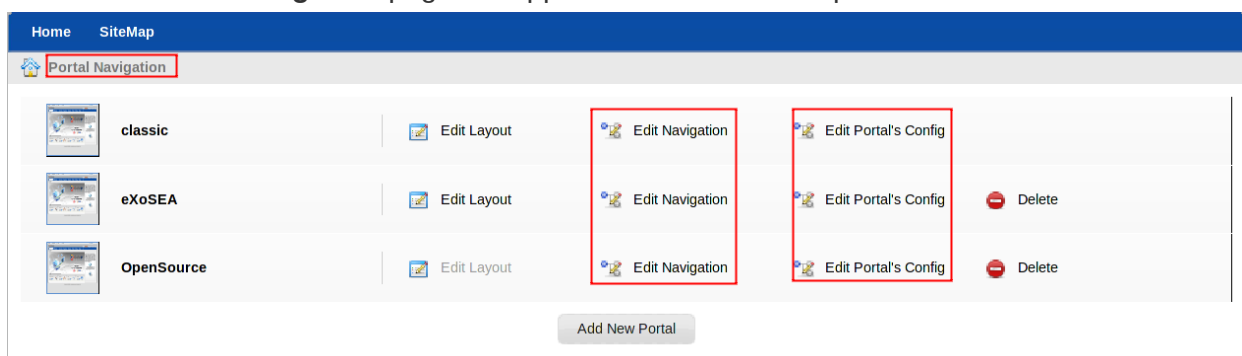 Home SiteMap
Portal Navigation
classic Edit Layout Edit Navigation Edit Portal's Config
eXoSEA Edit Layout Edit Navigation Edit Portal's Config Delete
OpenSource Edit Layout Edit Navigation Edit Portal's Config Delete
Add New Portal